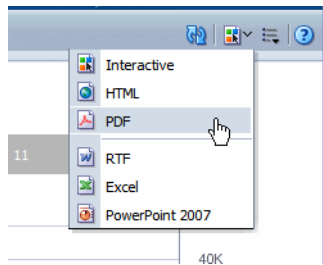 Interactive
HTML
PDF
11
RTF
Excel
PowerPoint 2007
40K